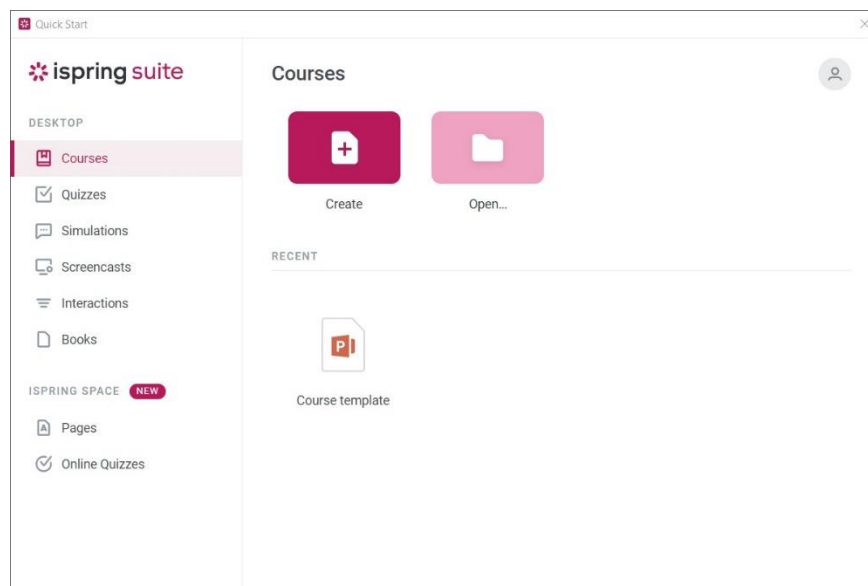 Quick Start
ispring suite
DESKTOP
Courses
Quizzes
Simulations
Screencasts
Interactions
Books
ISPRING SPACE NEW
Pages
Online Quizzes
Courses
Create
Open...
RECENT
P
Course template